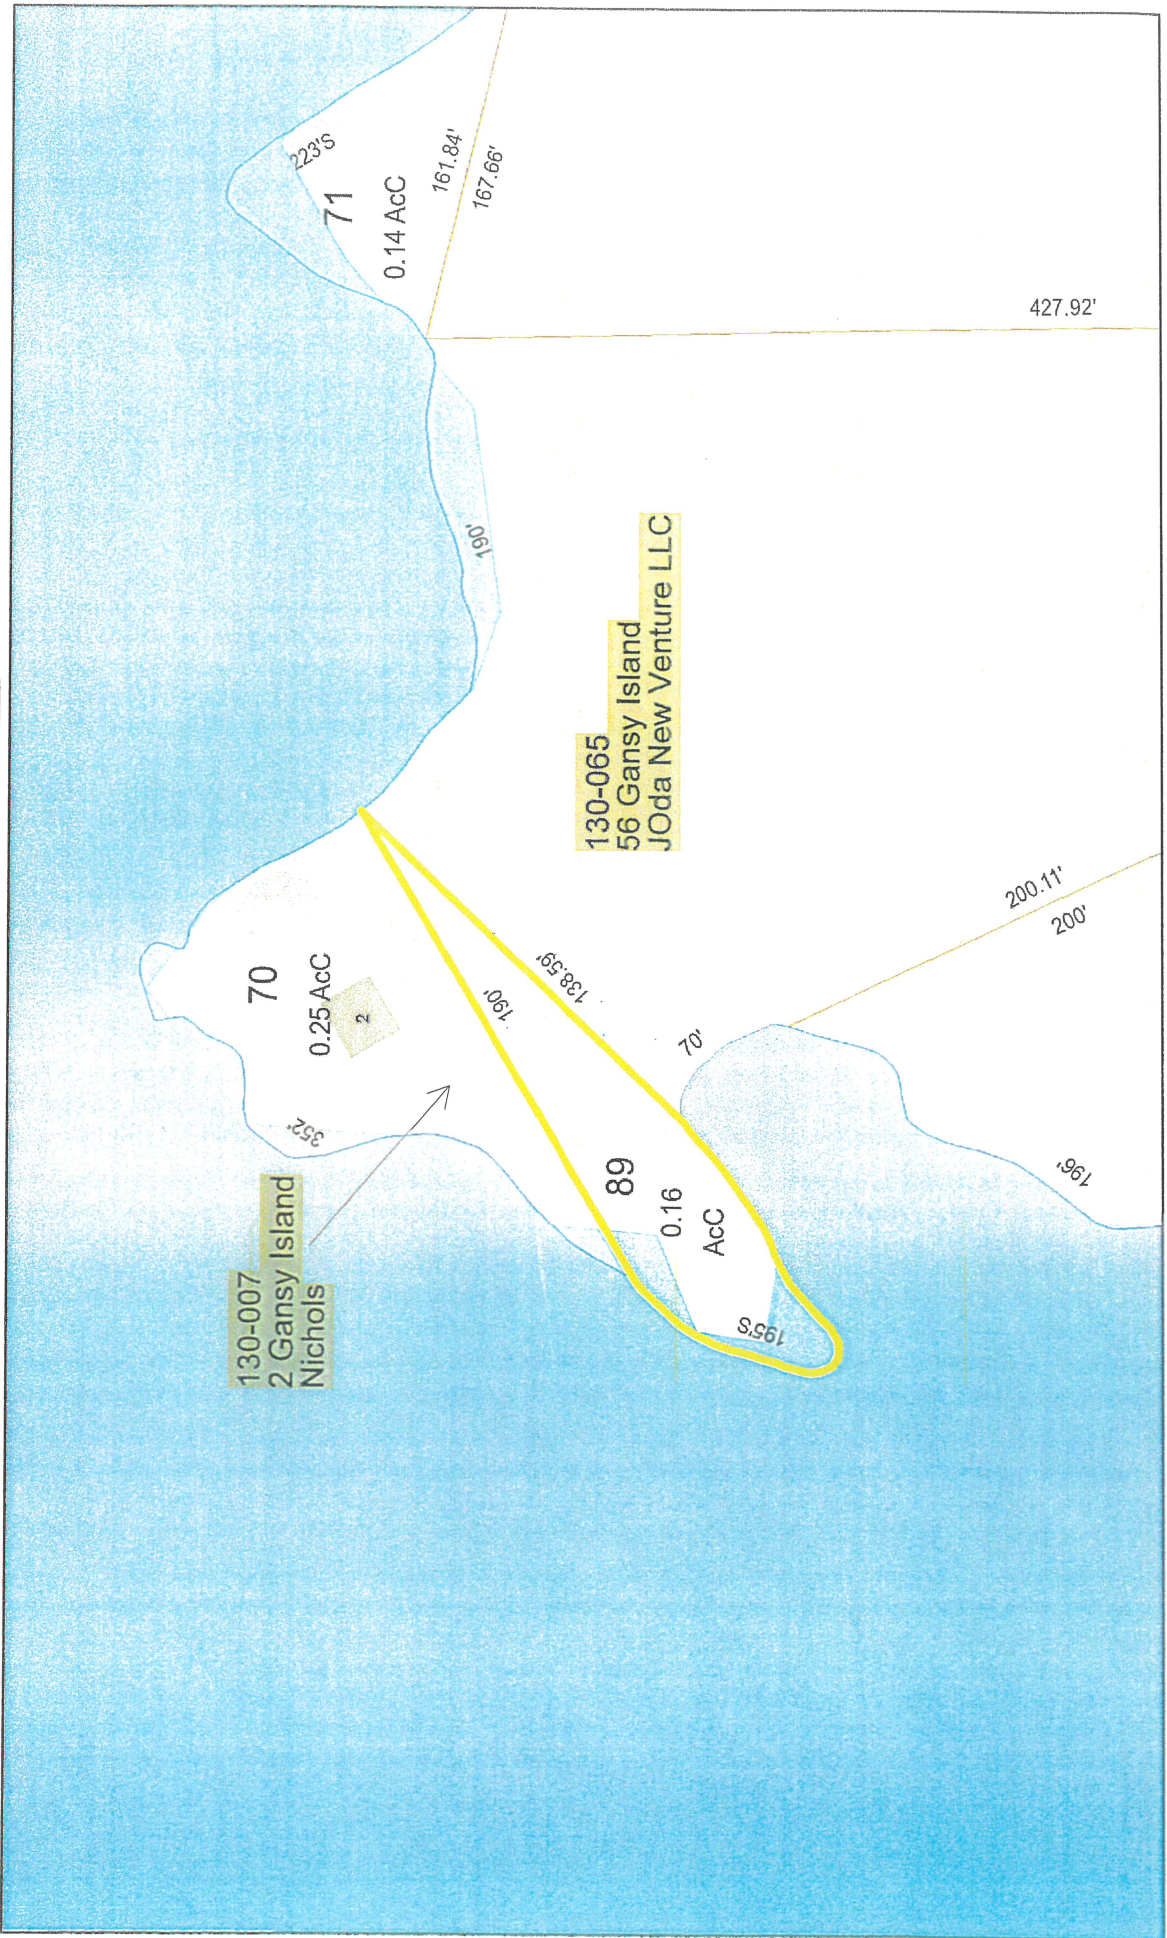 223'S
71
0.14 AcC
161.84'
167.66'
427.92'
190'
130-065
56 Gansy Island
JOda New Venture LLC
70
0.25 AcC
2
352'
190'
138.59'
70'
200.11'
200'
196'
130-007
2 Gansy Island
Nichols
89
0.16
AcC
195'S